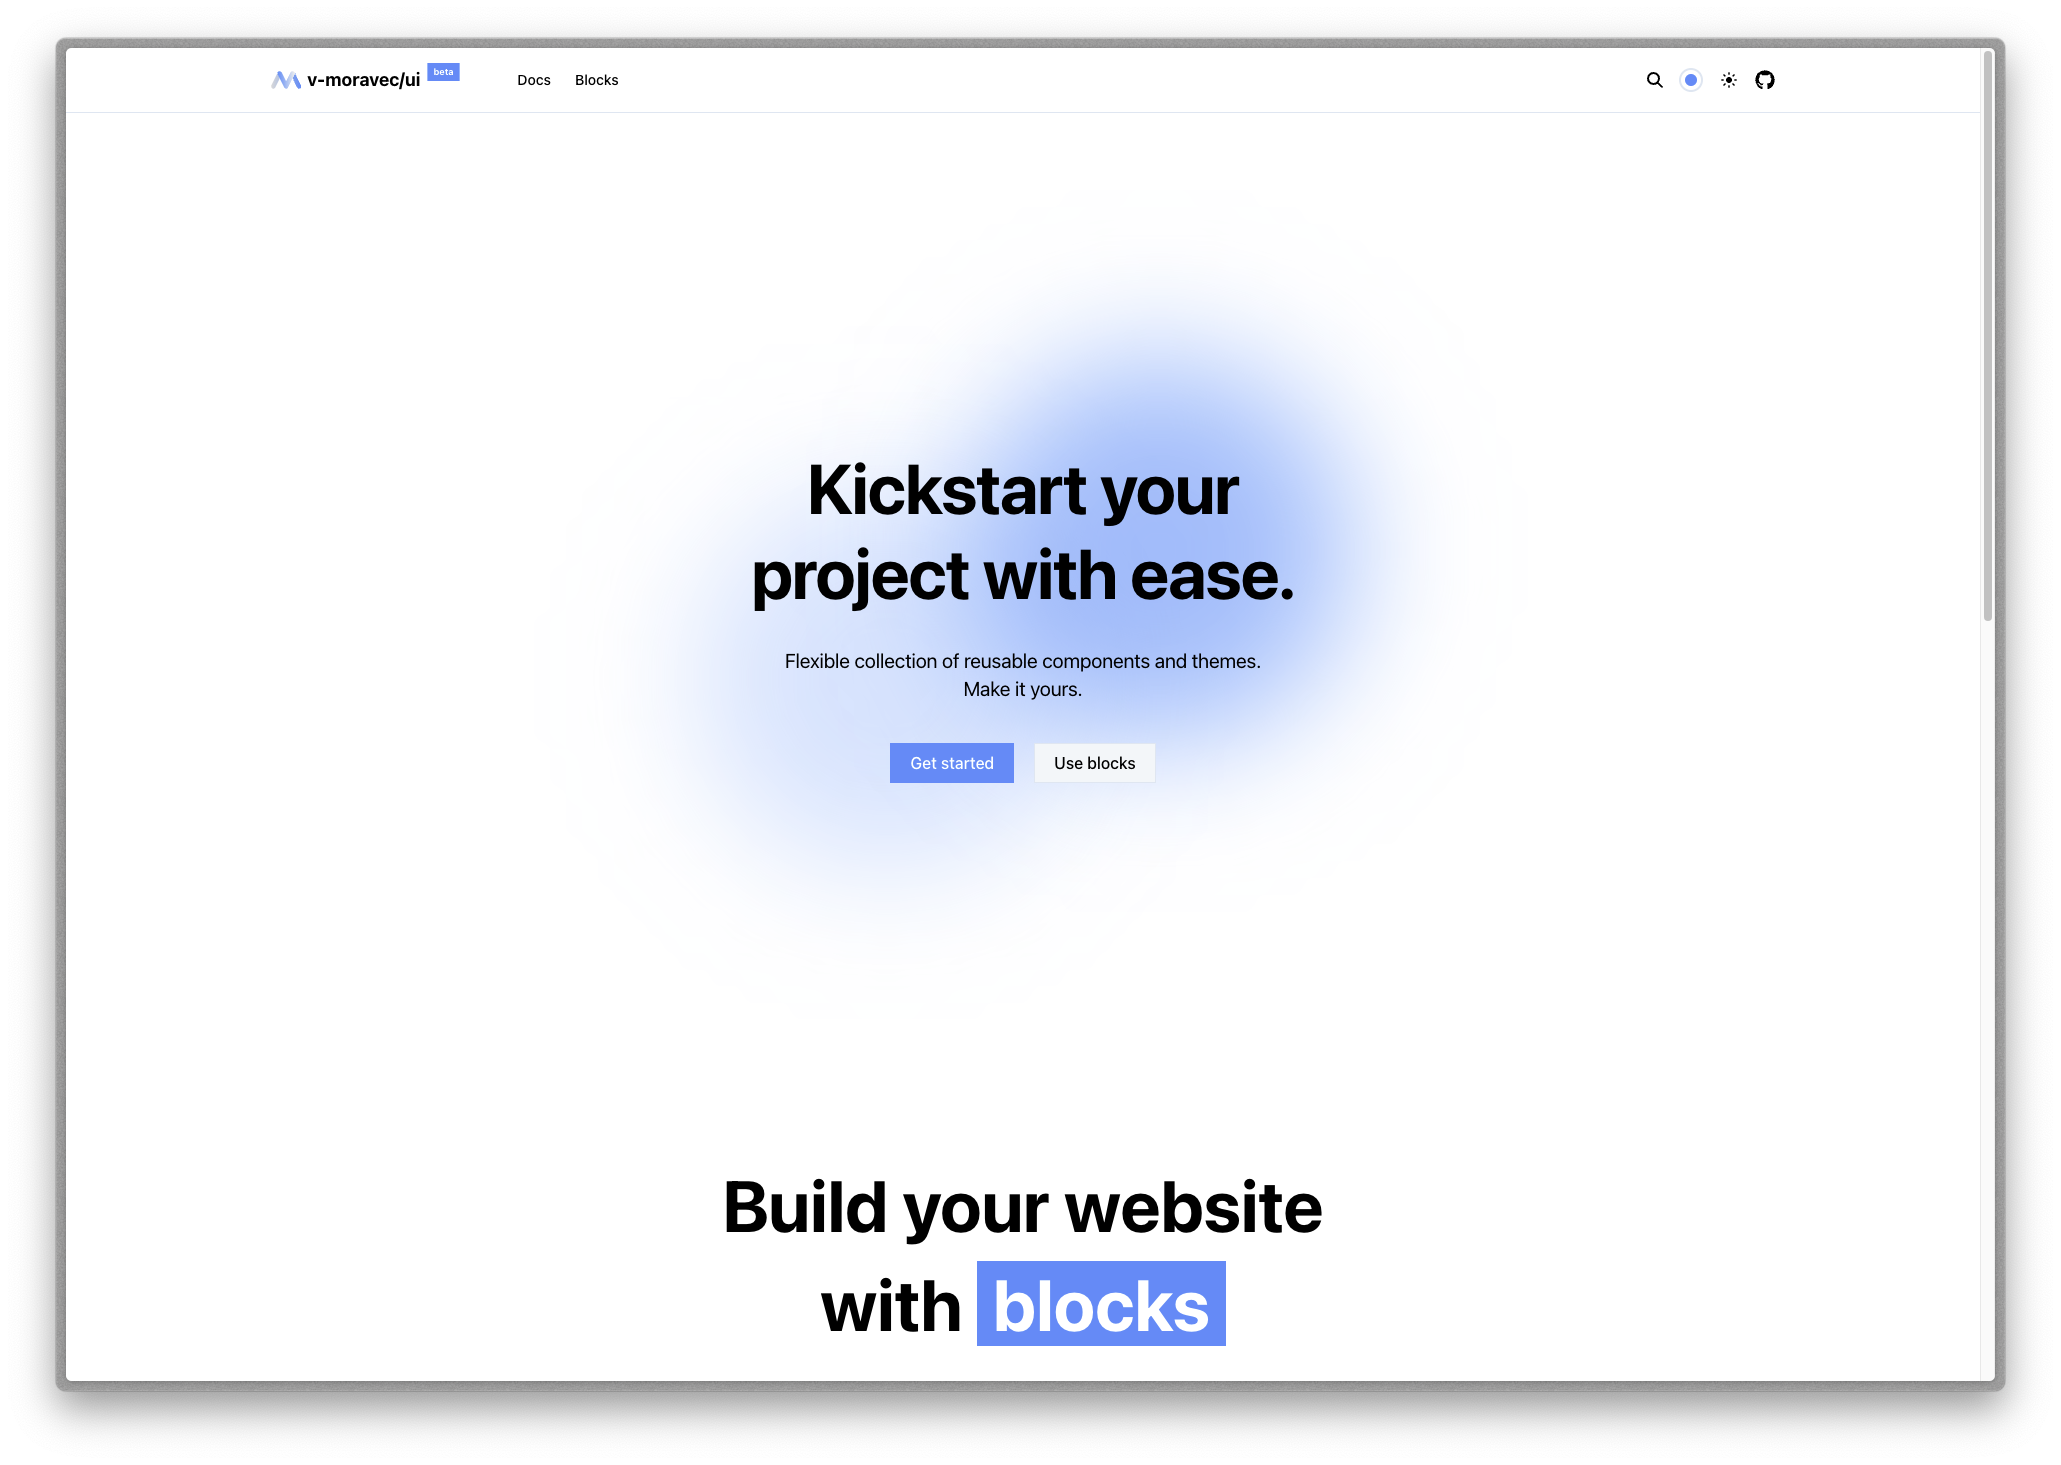 v-moravec/ui beta Docs Blocks
Kickstart your
project with ease.
Flexible collection of reusable components and themes.
Make it yours.
Get started Use blocks
Build your website
with blocks